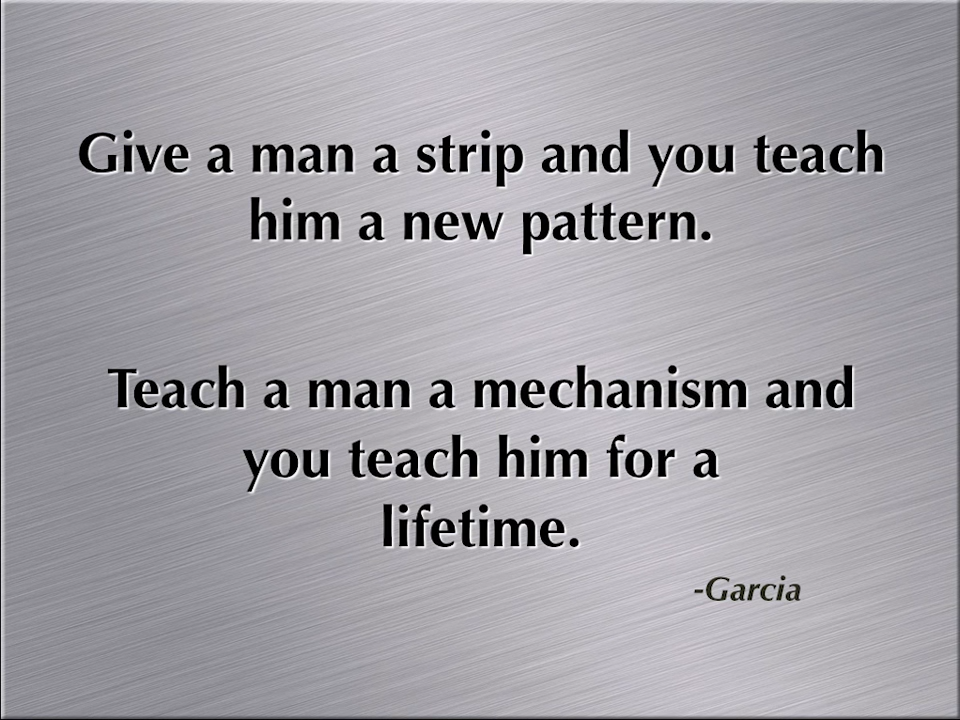 Give a man a strip and you teach
him a new pattern.
Teach a man a mechanism and
you teach him for a
lifetime.
-Garcia